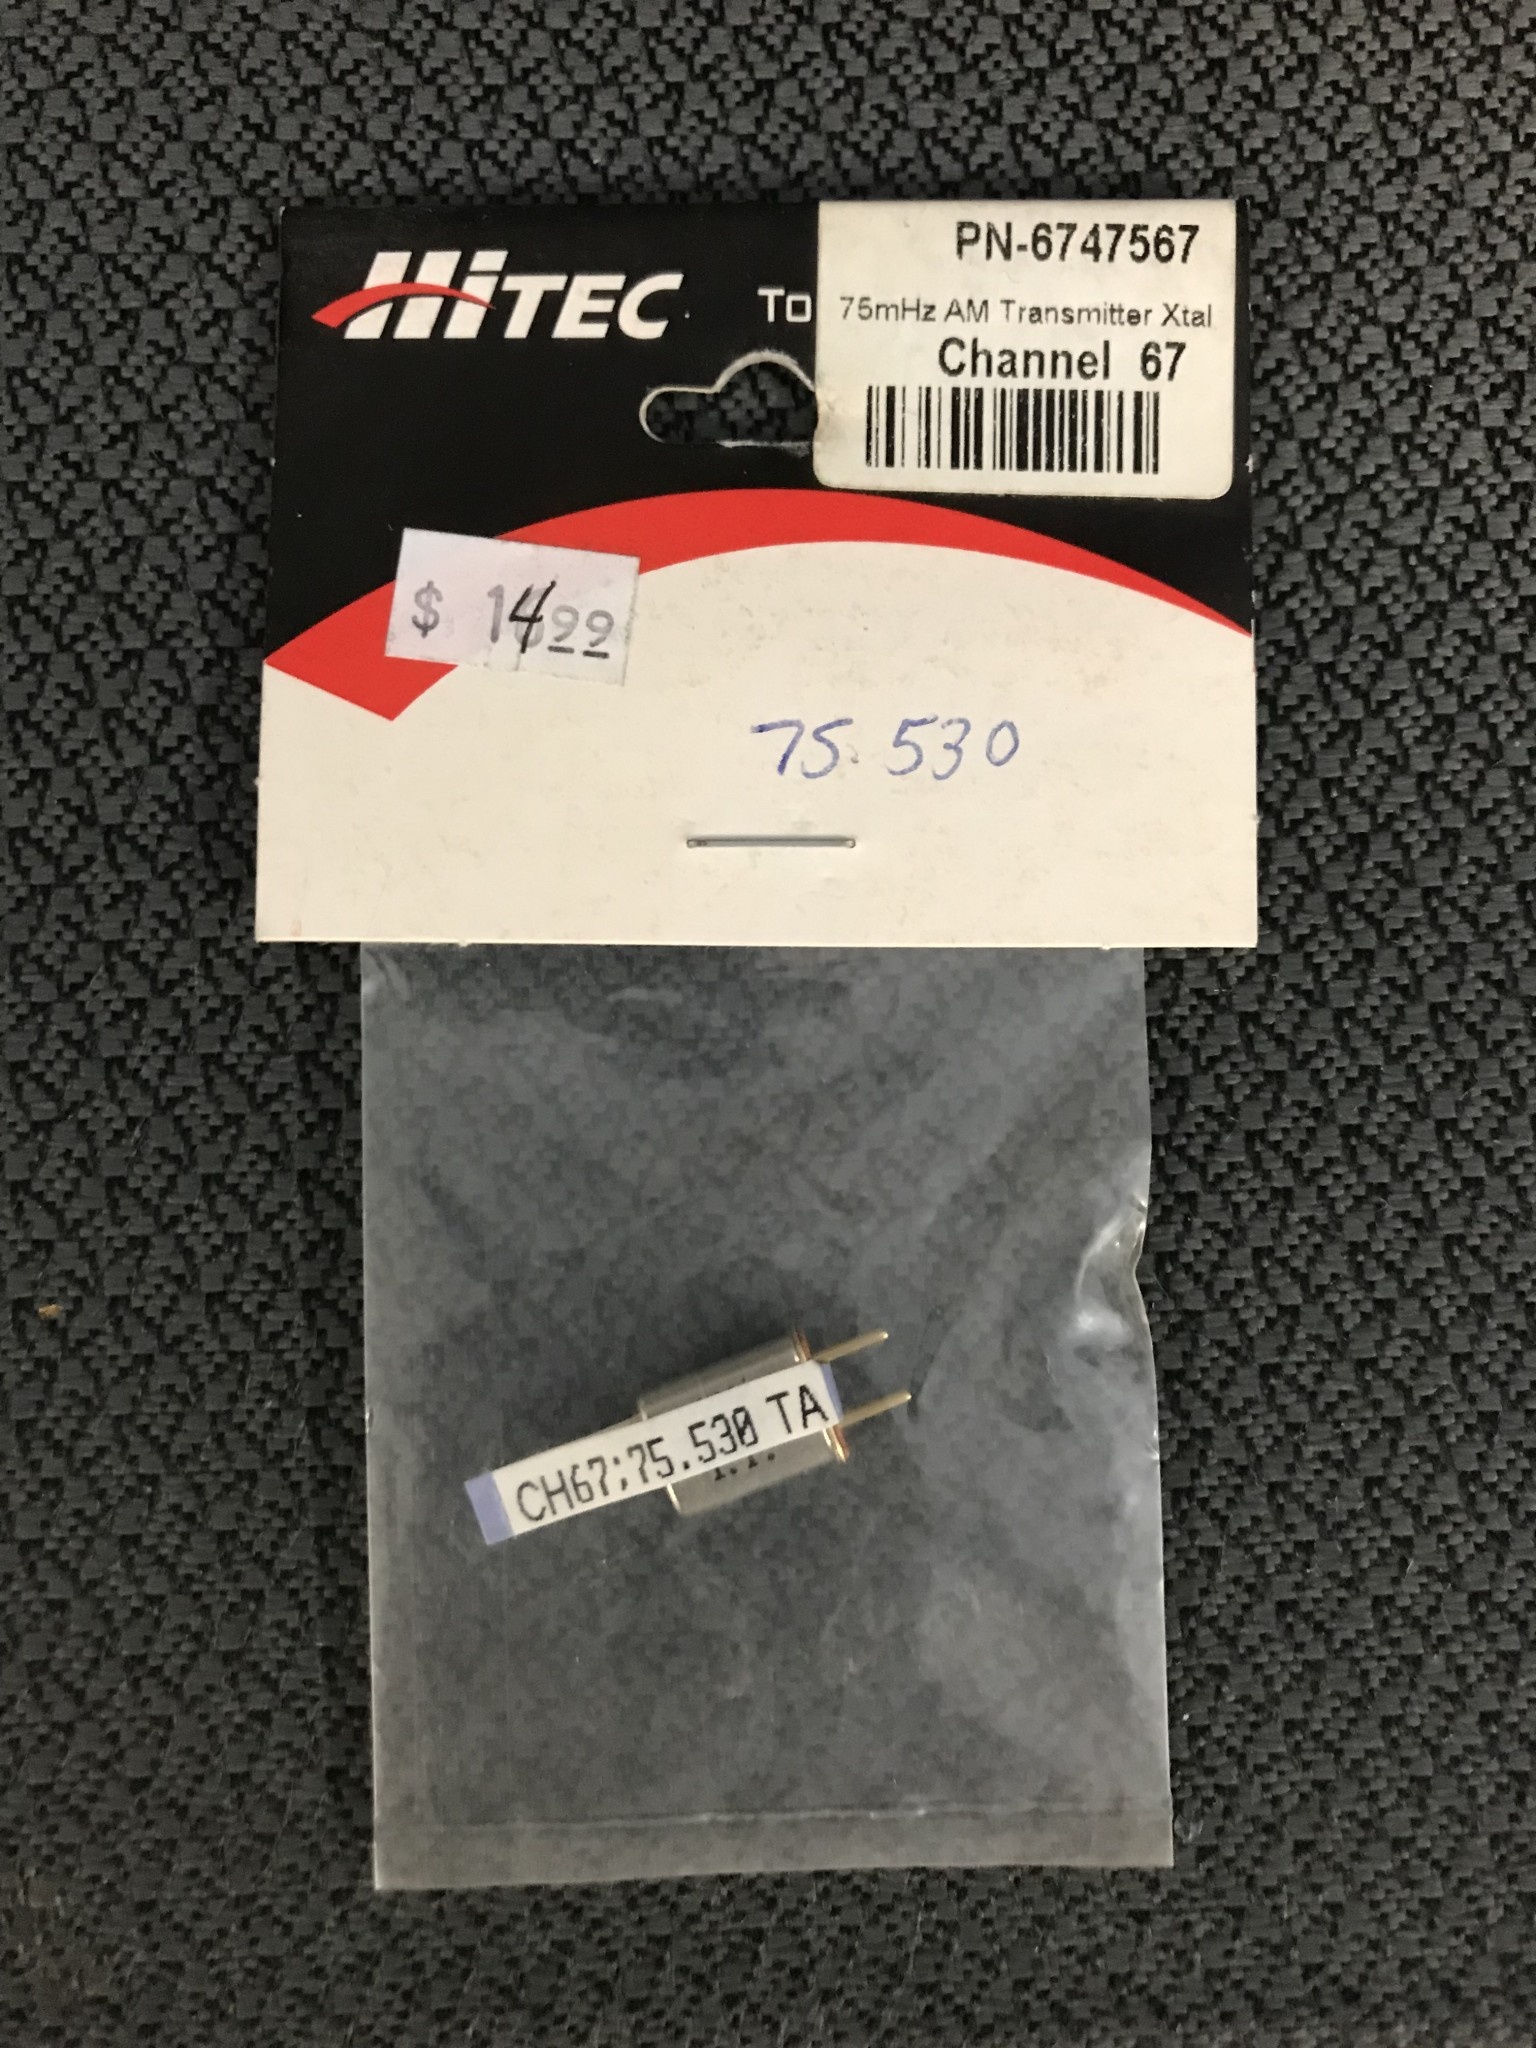 HiTEC
To
PN-6747567
75mHz AM Transmitter Xtal
Channel 67
$ 14.99
75.530
CH67:75.530 TA